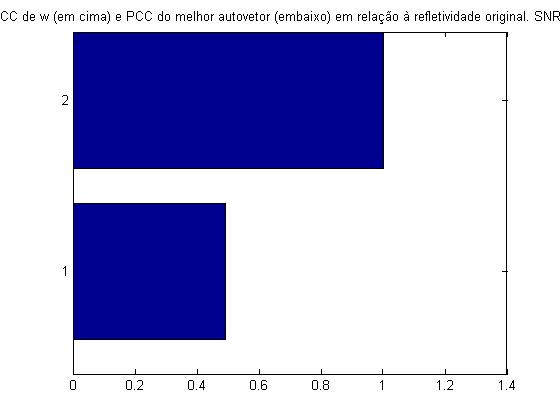 CC de w (em cima) e PCC do melhor autovetor (embaixo) em relação à refletividade original. SNR
2
1
0 0.2 0.4 0.6 0.8 1 1.2 1.4